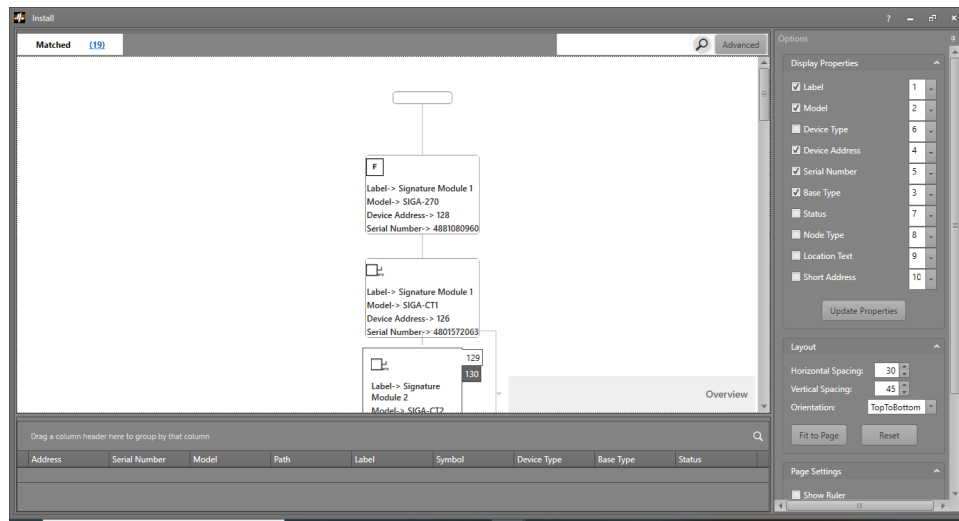 Install
Matched (19)
Advanced
F
Label-> Signature Module 1
Model-> SIGA-270
Device Address-> 128
Serial Number-> 4881080960
Label-> Signature Module 1
Model-> SIGA-CT1
Device Address-> 126
Serial Number-> 4801572063
129
130
Label-> Signature
Module 2
Model-> SIGA-CT2
Overview
Drag a column header here to group by that column
Address Serial Number Model Path Label Symbol Device Type Base Type Status
Options
Display Properties
Label 1
Model 2
Device Type 6
Device Address 4
Serial Number 5
Base Type 3
Status 7
Node Type 8
Location Text 9
Short Address 10
Update Properties
Layout
Horizontal Spacing: 30
Vertical Spacing: 45
Orientation: TopToBottom
Fit to Page Reset
Page Settings
Show Ruler